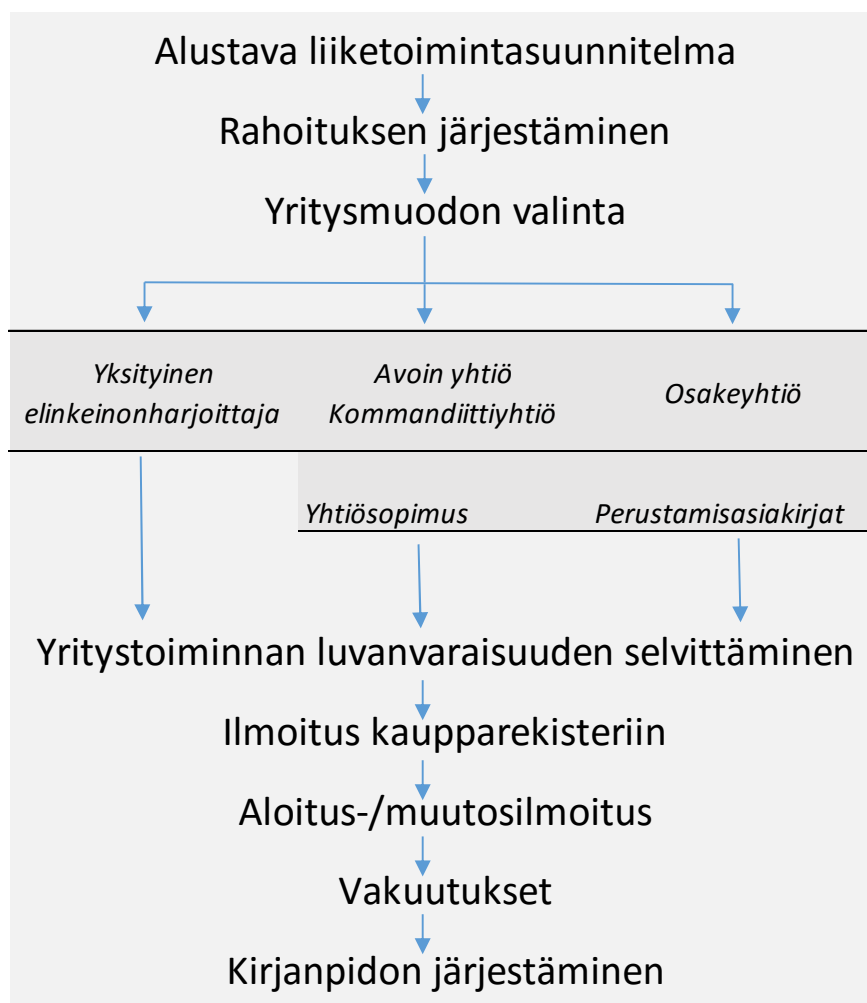 Alustava liiketoimintasuunnitelma
Rahoituksen järjestäminen
Yritysmuodon valinta
Yksityinen
elinkeinonharjoittaja
Avoin yhtiö
Kommandiittiyhtiö
Osakeyhtiö
Yhtiösopimus
Perustamisasiakirjat
Yritystoiminnan luvanvaraisuuden selvittäminen
Ilmoitus kaupparekisteriin
Aloitus-/muutosilmoitus
Vakuutukset
Kirjanpidon järjestäminen